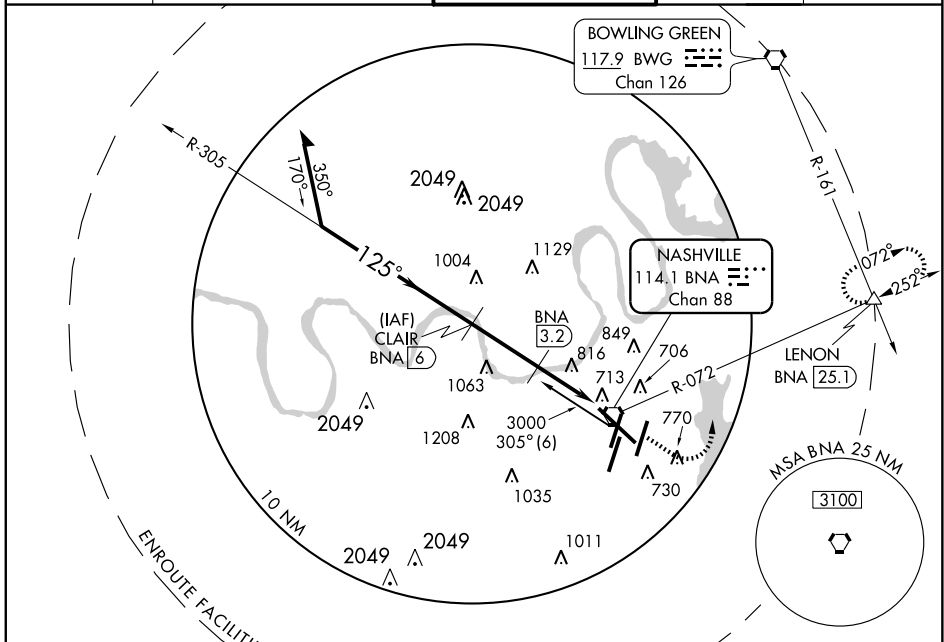 BOWLING GREEN
117.9 BWG
Chan 126
R-305
350°
170°
2049
2049
R-161
125°
1004
1129
NASHVILLE
114.1 BNA
Chan 88
072°
252°
(IAF)
CLAIR
BNA 6
BNA
3.2
849
816
706
LENON
BNA 25.1
1063
713
R-072
2049
3000
305° (6)
770
1208
MSA BNA 25 NM
3100
1035
730
10 NM
2049
2049
1011
ENROUTE FACILITI